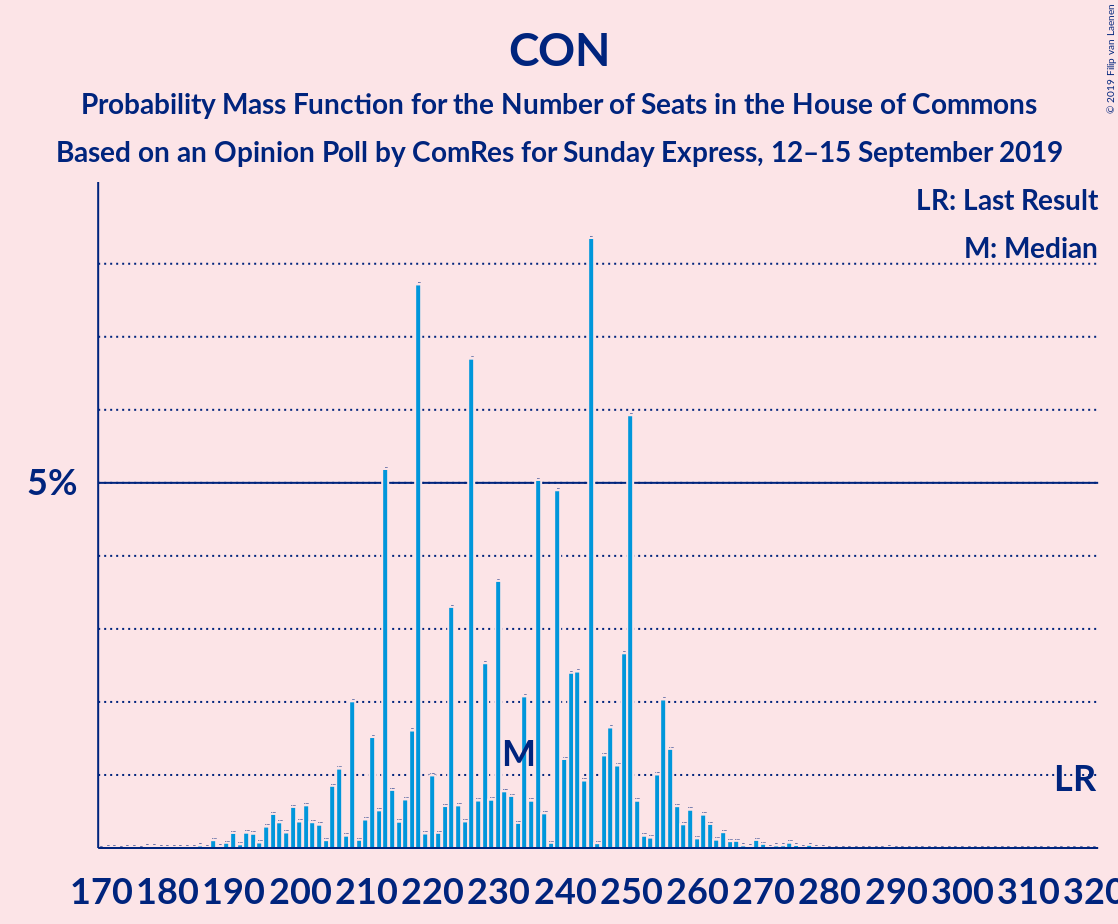 CON
Probability Mass Function for the Number of Seats in the House of Commons
Based on an Opinion Poll by ComRes for Sunday Express, 12–15 September 2019
© 2019 Filip van Laenen
LR: Last Result
M: Median
5%
M
LR
170 180 190 200 210 220 230 240 250 260 270 280 290 300 310 320